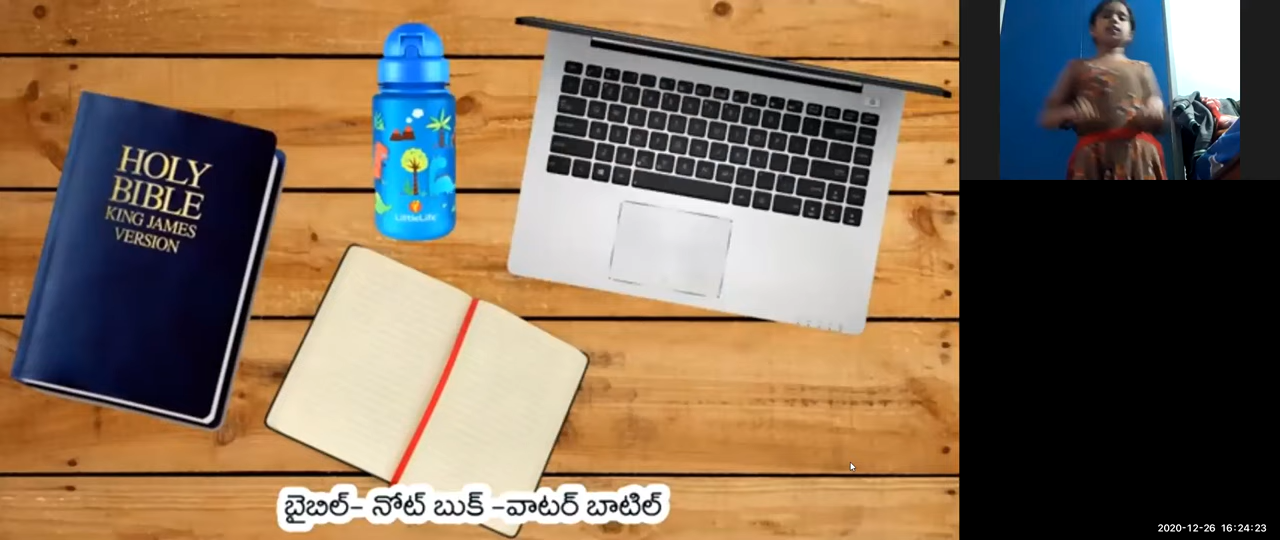 HOLY
BIBLE
KING JAMES
VERSION
LittleLife
బైబిల్- నోట్ బుక్ -వాటర్ బాటిల్
2020-12-26 16:24:23